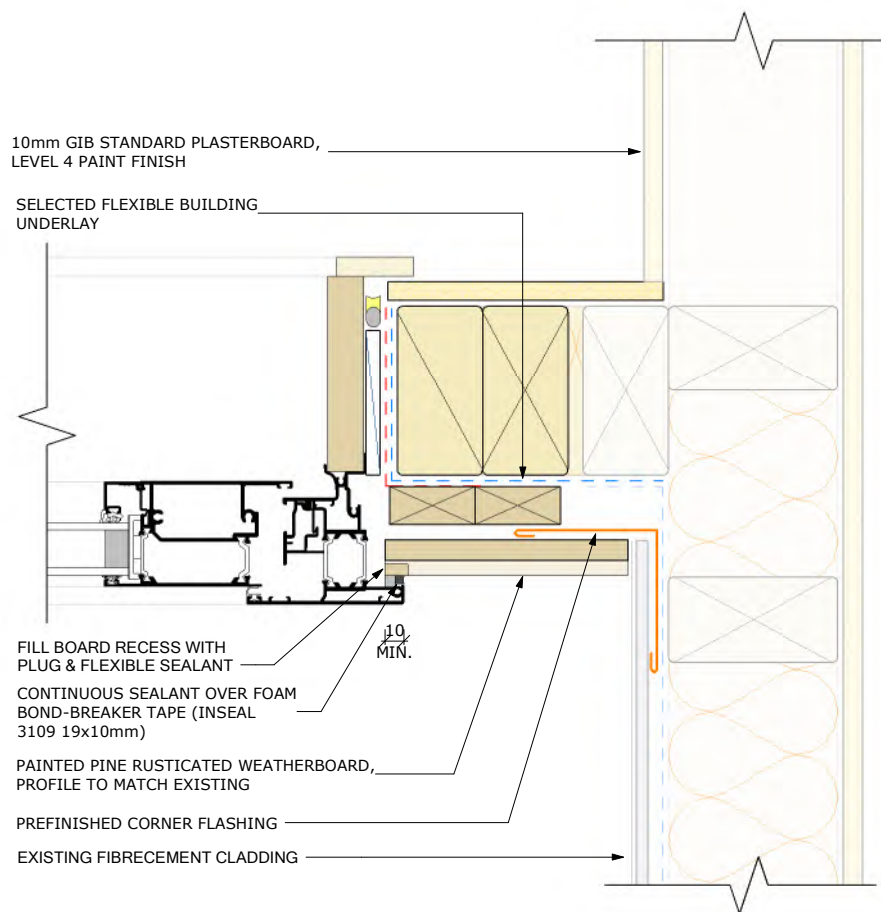 10mm GIB STANDARD PLASTERBOARD,
LEVEL 4 PAINT FINISH
SELECTED FLEXIBLE BUILDING
UNDERLAY
10
MIN.
FILL BOARD RECESS WITH
PLUG & FLEXIBLE SEALANT
CONTINUOUS SEALANT OVER FOAM
BOND-BREAKER TAPE (INSEAL
3109 19x10mm)
PAINTED PINE RUSTICATED WEATHERBOARD,
PROFILE TO MATCH EXISTING
PREFINISHED CORNER FLASHING
EXISTING FIBRECEMENT CLADDING